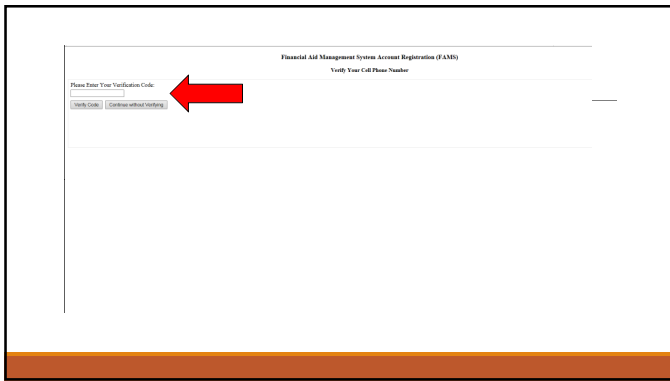 Financial Aid Management System Account Registration (FAMS)
Verify Your Cell Phone Number
Please Enter Your Verification Code:
Verify Code Continue without Verifying